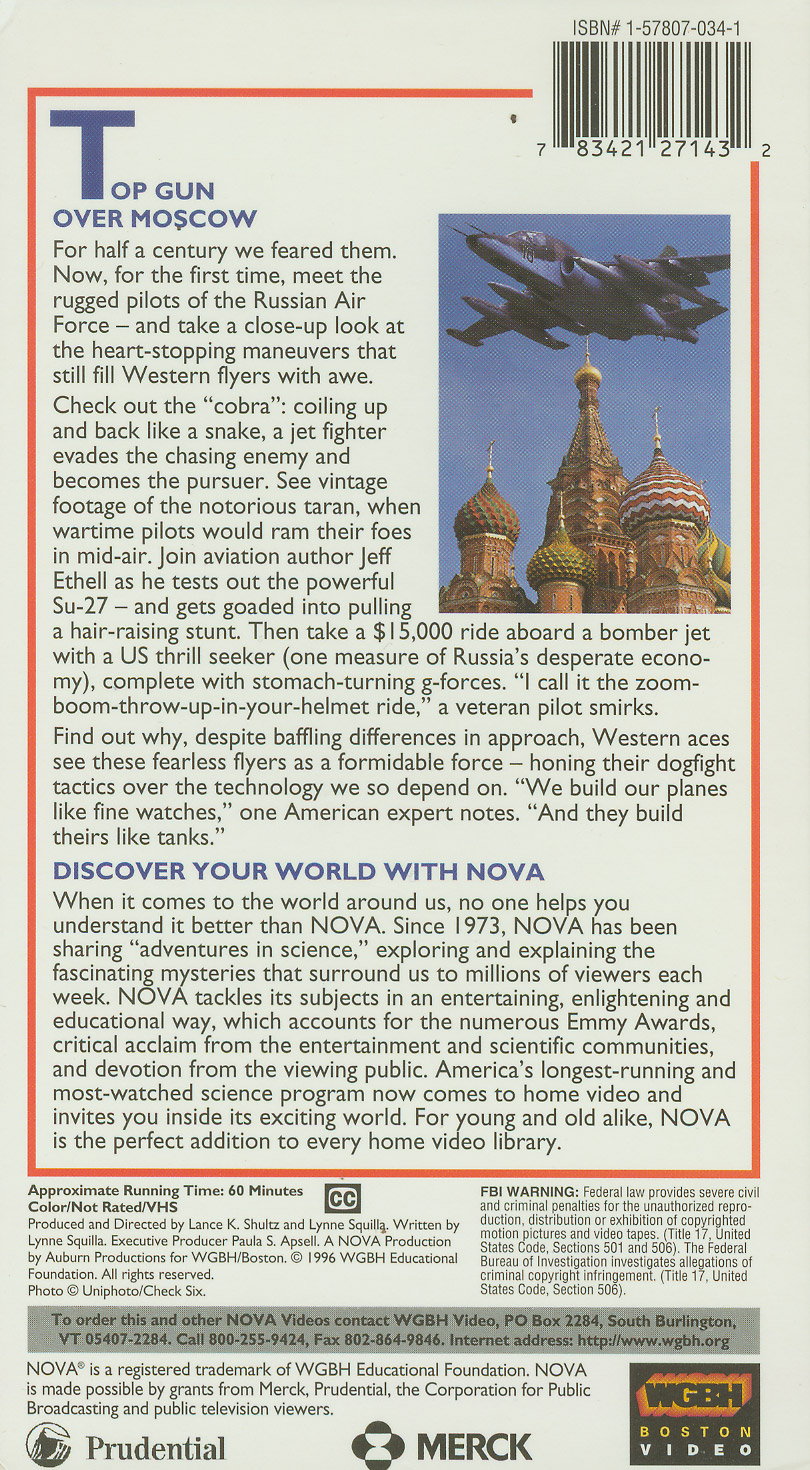 ISBN# 1-57807-034-1
7 83421 27143 2
TOP GUN
OVER MOSCOW
For half a century we feared them.
Now, for the first time, meet the
rugged pilots of the Russian Air
Force – and take a close-up look at
the heart-stopping maneuvers that
still fill Western flyers with awe.
Check out the “cobra”: coiling up
and back like a snake, a jet fighter
evades the chasing enemy and
becomes the pursuer. See vintage
footage of the notorious taran, when
wartime pilots would ram their foes
in mid-air. Join aviation author Jeff
Ethell as he tests out the powerful
Su-27 – and gets goaded into pulling
a hair-raising stunt. Then take a $15,000 ride aboard a bomber jet
with a US thrill seeker (one measure of Russia’s desperate econo-
my), complete with stomach-turning g-forces. “I call it the zoom-
boom-throw-up-in-your-helmet ride,” a veteran pilot smirks.
Find out why, despite baffling differences in approach, Western aces
see these fearless flyers as a formidable force – honing their dogfight
tactics over the technology we so depend on. “We build our planes
like fine watches,” one American expert notes. “And they build
theirs like tanks.”
DISCOVER YOUR WORLD WITH NOVA
When it comes to the world around us, no one helps you
understand it better than NOVA. Since 1973, NOVA has been
sharing “adventures in science,” exploring and explaining the
fascinating mysteries that surround us to millions of viewers each
week. NOVA tackles its subjects in an entertaining, enlightening and
educational way, which accounts for the numerous Emmy Awards,
critical acclaim from the entertainment and scientific communities,
and devotion from the viewing public. America’s longest-running and
most-watched science program now comes to home video and
invites you inside its exciting world. For young and old alike, NOVA
is the perfect addition to every home video library.
Approximate Running Time: 60 Minutes
Color/Not Rated/VHS
CC
Produced and Directed by Lance K. Shultz and Lynne Squilla. Written by
Lynne Squilla. Executive Producer Paula S. Apsell. A NOVA Production
by Auburn Productions for WGBH/Boston. © 1996 WGBH Educational
Foundation. All rights reserved.
Photo © Uniphoto/Check Six.
FBI WARNING: Federal law provides severe civil
and criminal penalties for the unauthorized repro-
duction, distribution or exhibition of copyrighted
motion pictures and video tapes. (Title 17, United
States Code, Sections 501 and 506). The Federal
Bureau of Investigation investigates allegations of
criminal copyright infringement. (Title 17, United
States Code, Section 506).
To order this and other NOVA Videos contact WGBH Video, PO Box 2284, South Burlington,
VT 05407-2284. Call 800-255-9424, Fax 802-864-9846. Internet address: http://www.wgbh.org
NOVA® is a registered trademark of WGBH Educational Foundation. NOVA
is made possible by grants from Merck, Prudential, the Corporation for Public
Broadcasting and public television viewers.
Prudential
MERCK
WGBH
BOSTON
VIDEO